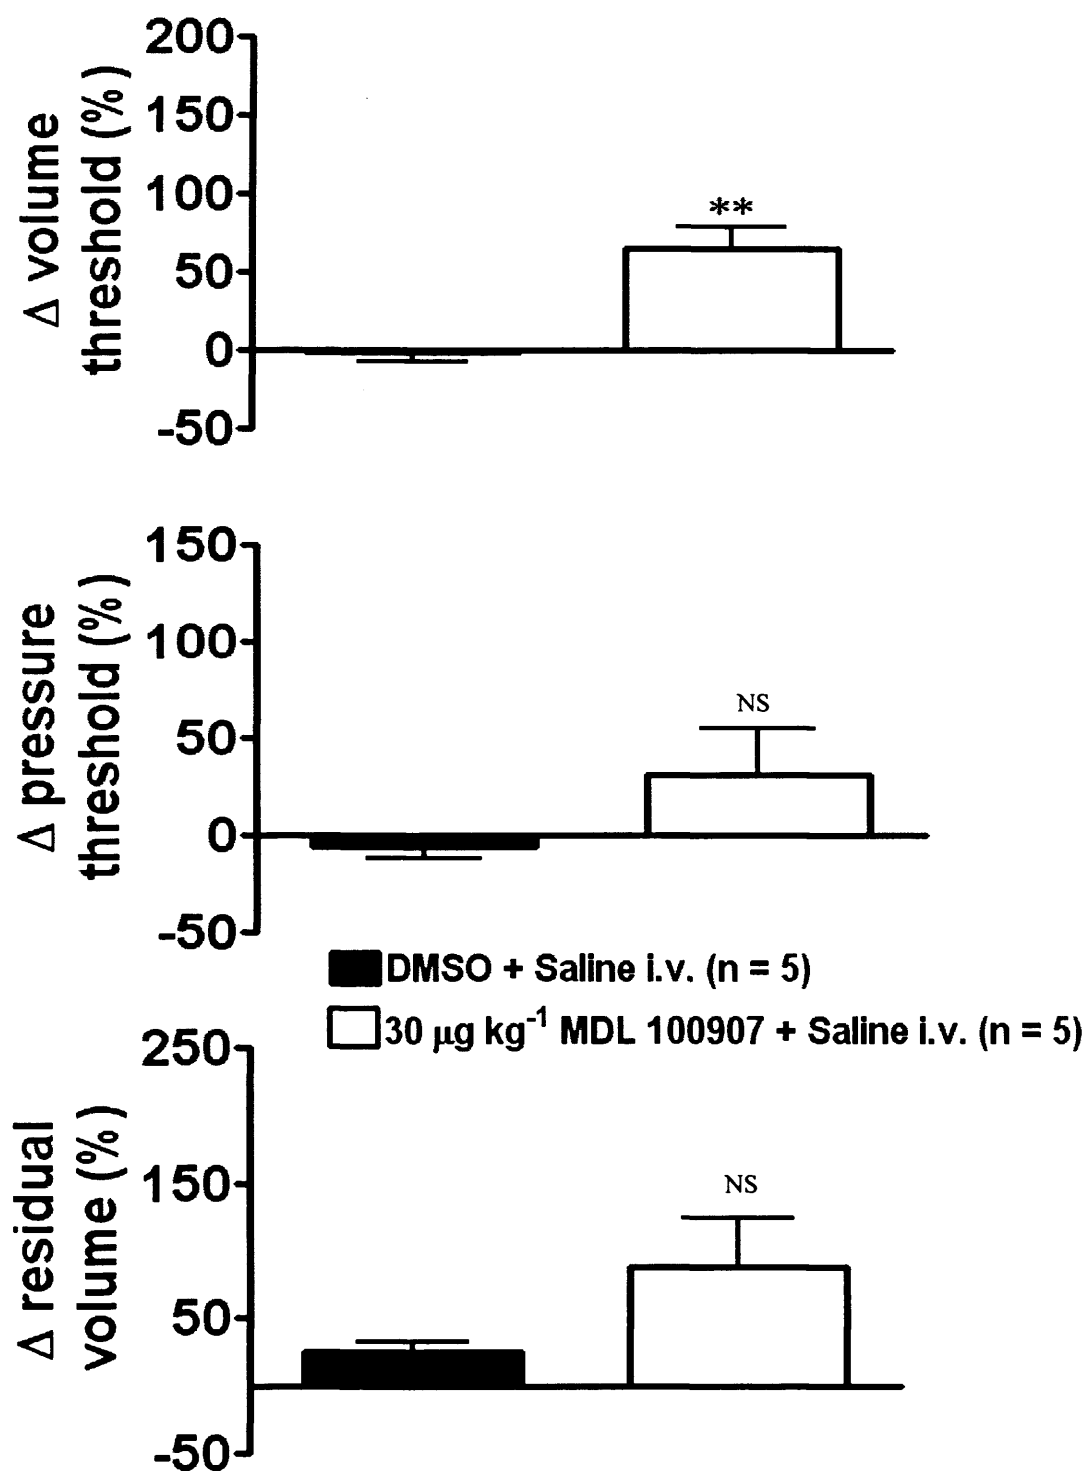 200
150
100
50
0
-50
Δ volume
threshold (%)
**
150
100
50
0
-50
Δ pressure
threshold (%)
NS
DMSO + Saline i.v. (n = 5)
30 μg kg⁻¹ MDL 100907 + Saline i.v. (n = 5)
250
150
50
-50
Δ residual
volume (%)
NS